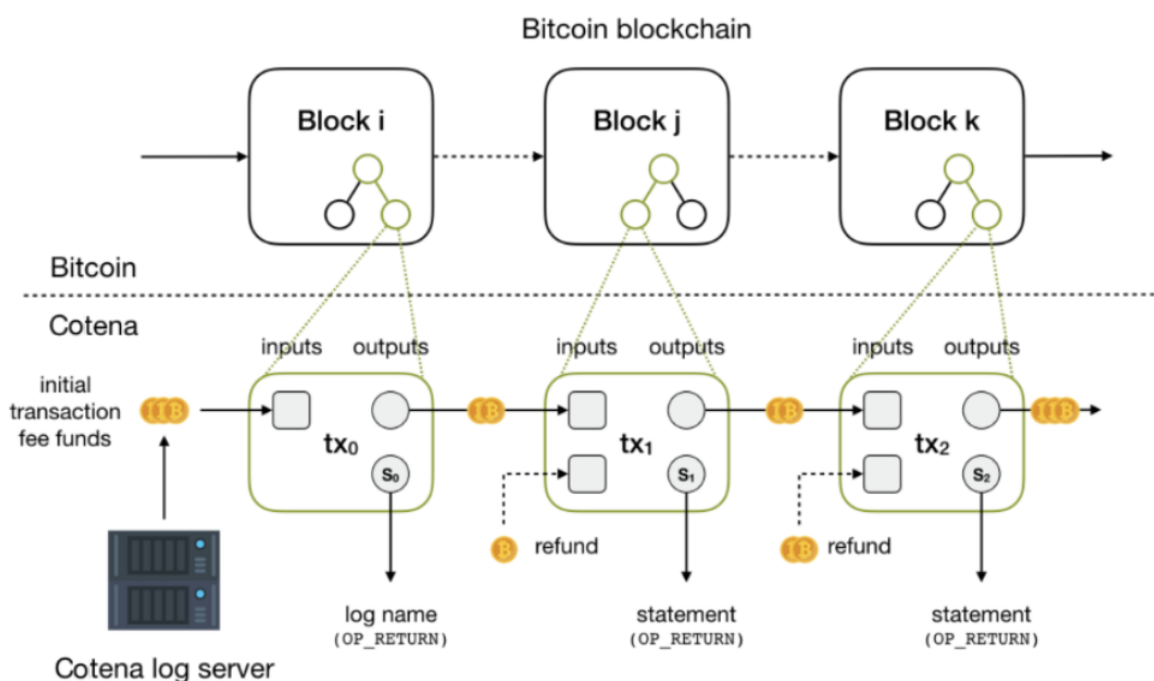 Bitcoin blockchain
Block i
Block j
Block k
Bitcoin
Cotena
inputs outputs
inputs outputs
inputs outputs
initial
transaction
fee funds
tx₀
tx₁
tx₂
S₀
S₁
S₂
refund
refund
log name
(OP_RETURN)
statement
(OP_RETURN)
statement
(OP_RETURN)
Cotena log server